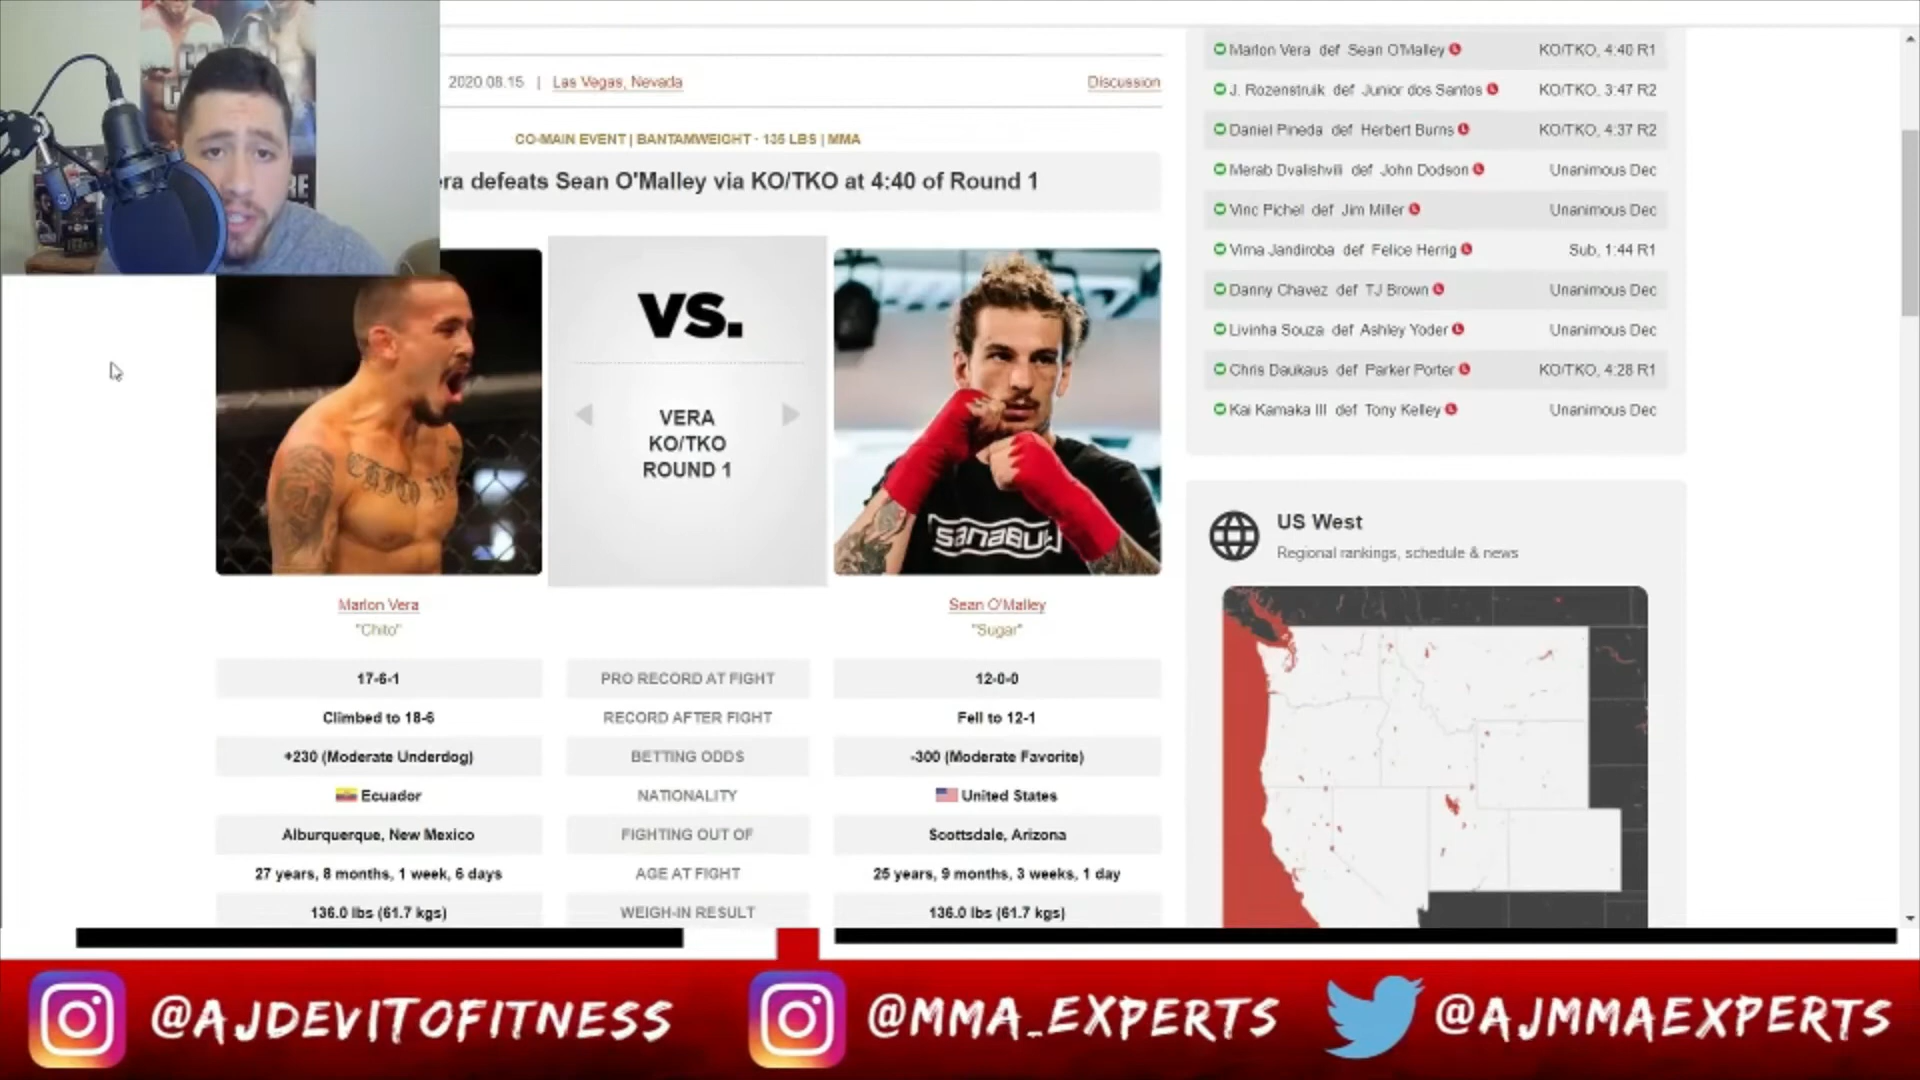 2020.08.15 | Las Vegas, Nevada
Discussion
CO-MAIN EVENT | BANTAMWEIGHT - 135 LBS | MMA
ra defeats Sean O'Malley via KO/TKO at 4:40 of Round 1
VS.
VERA
KO/TKO
ROUND 1
SANABUL
Marlon Vera
"Chito"
Sean O'Malley
"Sugar"
17-6-1 PRO RECORD AT FIGHT 12-0-0
Climbed to 18-6 RECORD AFTER FIGHT Fell to 12-1
+230 (Moderate Underdog) BETTING ODDS -300 (Moderate Favorite)
Ecuador NATIONALITY United States
Alburquerque, New Mexico FIGHTING OUT OF Scottsdale, Arizona
27 years, 8 months, 1 week, 6 days AGE AT FIGHT 25 years, 9 months, 3 weeks, 1 day
136.0 lbs (61.7 kgs) WEIGH-IN RESULT 136.0 lbs (61.7 kgs)
Marlon Vera def Sean O'Malley L KO/TKO, 4:40 R1
J. Rozenstruik def Junior dos Santos L KO/TKO, 3:47 R2
Daniel Pineda def Herbert Burns L KO/TKO, 4:37 R2
Merab Dvalishvili def John Dodson L Unanimous Dec
Vinc Pichel def Jim Miller L Unanimous Dec
Virna Jandiroba def Felice Herrig L Sub, 1:44 R1
Danny Chavez def TJ Brown L Unanimous Dec
Livinha Souza def Ashley Yoder L Unanimous Dec
Chris Daukaus def Parker Porter L KO/TKO, 4:28 R1
Kai Kamaka III def Tony Kelley L Unanimous Dec
US West
Regional rankings, schedule & news
@AJDEVITOFITNESS
@MMA_EXPERTS
@AJMMAEXPERTS